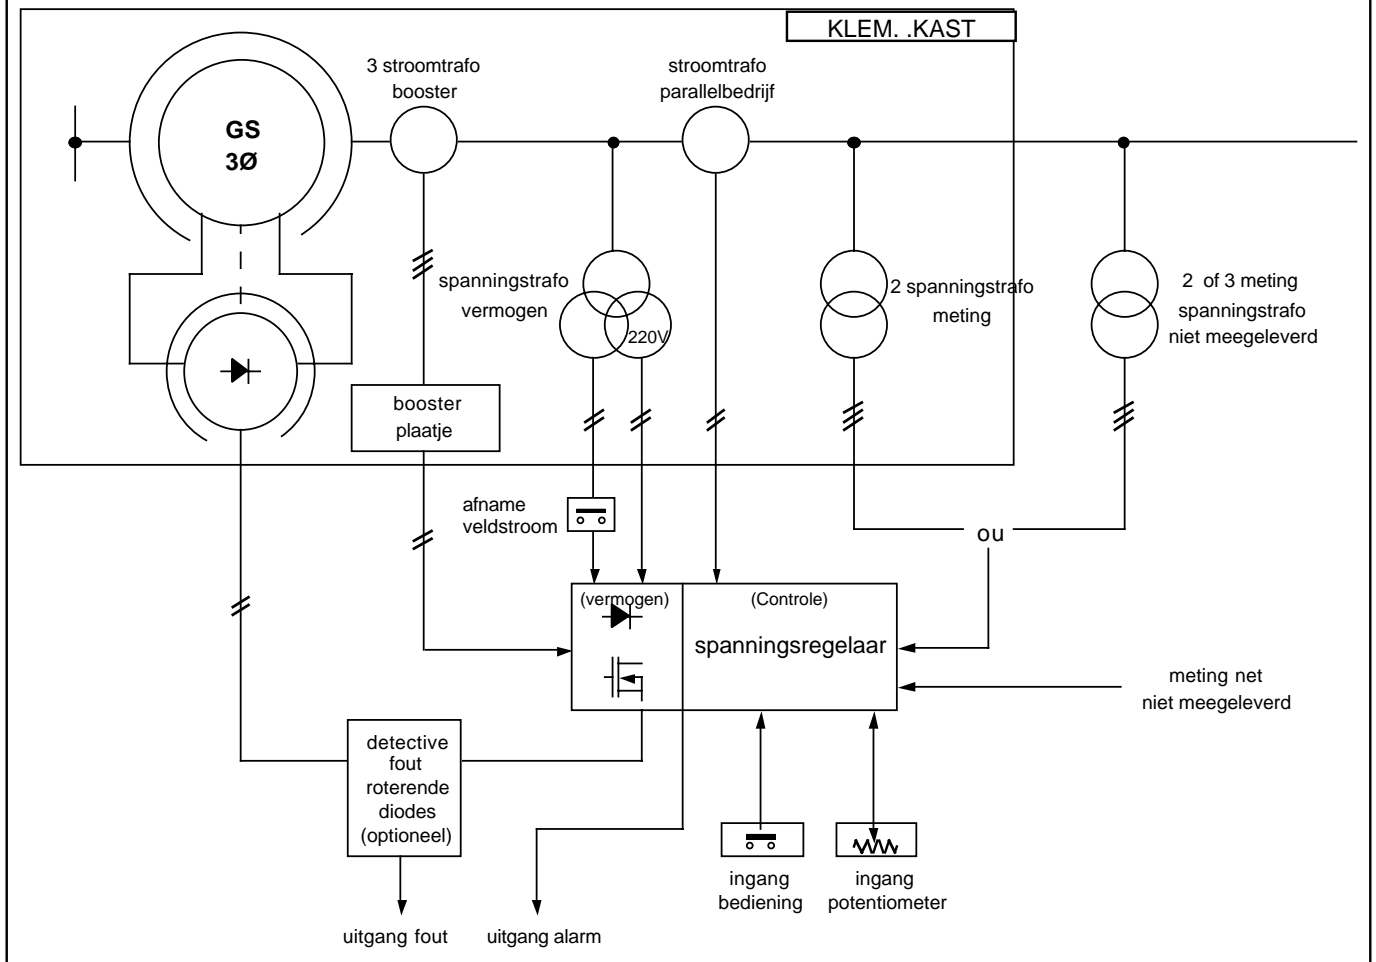 KLEM. .KAST
3 stroomtrafo
booster
stroomtrafo
parallelbedrijf
GS
3Ø
spanningstrafo
vermogen
220V
2 spanningstrafo
meting
2 of 3 meting
spanningstrafo
niet meegeleverd
booster
plaatje
afname
veldstroom
ou
(vermogen)
(Controle)
spanningsregelaar
meting net
niet meegeleverd
detective
fout
roterende
diodes
(optioneel)
ingang
bediening
ingang
potentiometer
uitgang fout
uitgang alarm